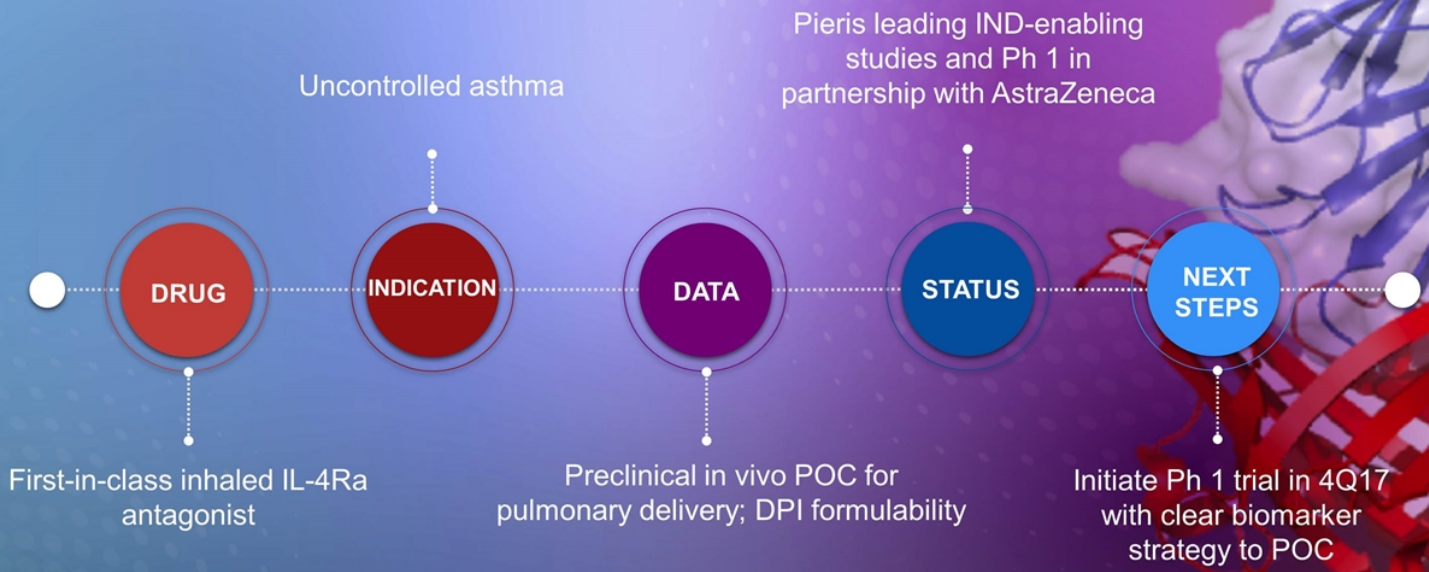 Pieris leading IND-enabling
studies and Ph 1 in
partnership with AstraZeneca
Uncontrolled asthma
DRUG
INDICATION
DATA
STATUS
NEXT
STEPS
First-in-class inhaled IL-4Ra
antagonist
Preclinical in vivo POC for
pulmonary delivery; DPI formulability
Initiate Ph 1 trial in 4Q17
with clear biomarker
strategy to POC